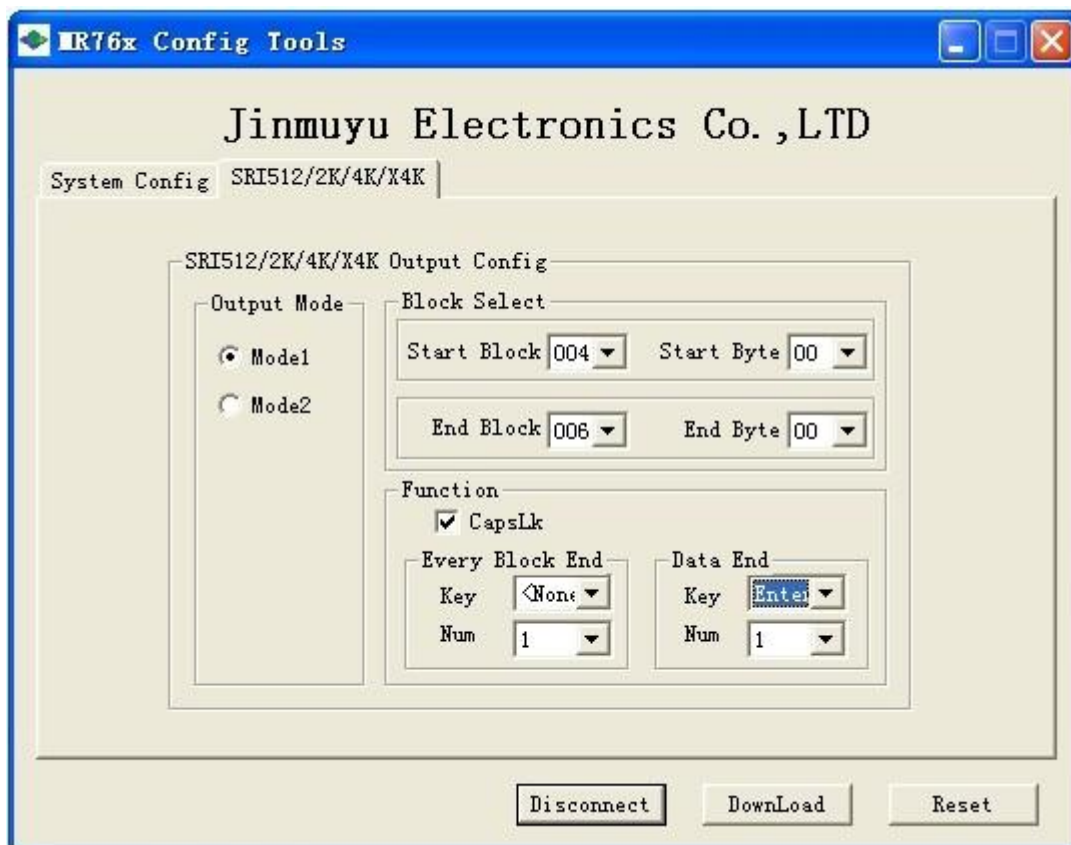 MR76x Config Tools
Jinmuyu Electronics Co.,LTD
System Config SRI512/2K/4K/X4K
SRI512/2K/4K/X4K Output Config
Output Mode
Mode1
Mode2
Block Select
Start Block 004 Start Byte 00
End Block 006 End Byte 00
Function
CapsLk
Every Block End
Key <None
Num 1
Data End
Key Enter
Num 1
Disconnect DownLoad Reset